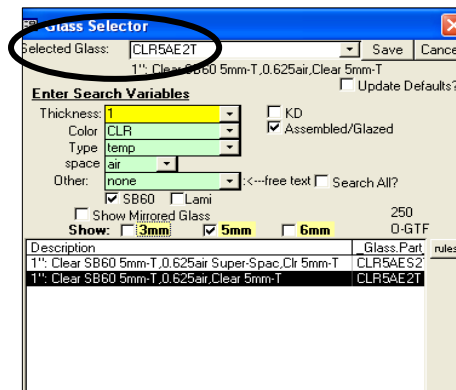 Glass Selector
Selected Glass: CLR5AE2T Save Cance
1": Clear SB60 5mm-T,0.625air,Clear 5mm-T
Update Defaults?
Enter Search Variables
Thickness: 1 KD
Color CLR Assembled/Glazed
Type temp
space air
Other: none :<---free text Search All?
SB60 Lami
Show Mirrored Glass 250
Show: 3mm 5mm 6mm 0-GTF
Description _Glass.Part rules
1": Clear SB60 5mm-T,0.625air Super-Spac,Clr 5mm-T CLR5AES2
1": Clear SB60 5mm-T,0.625air,Clear 5mm-T CLR5AE2T